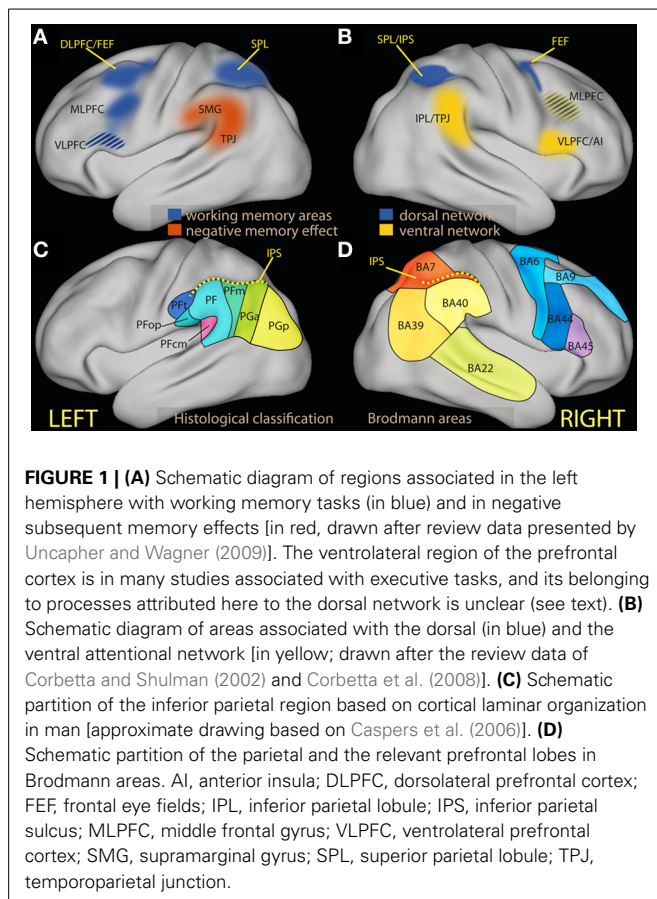 A
DLPFC/FEF
SPL
MLPFC
SMG
VLPFC
TPJ
B
SPL/IPS
FEF
MLPFC
IPL/TPJ
VLPFC/AI
working memory areas
negative memory effect
dorsal network
ventral network
C
IPS
PFm
PFt
PF
PGa
PFop
PGp
PFcm
D
BA7
IPS
BA6
BA9
BA40
BA39
BA44
BA45
BA22
LEFT
Histological classification
Brodmann areas
RIGHT
FIGURE 1 | (A) Schematic diagram of regions associated in the left
hemisphere with working memory tasks (in blue) and in negative
subsequent memory effects [in red, drawn after review data presented by
Uncapher and Wagner (2009)]. The ventrolateral region of the prefrontal
cortex is in many studies associated with executive tasks, and its belonging
to processes attributed here to the dorsal network is unclear (see text). (B)
Schematic diagram of areas associated with the dorsal (in blue) and the
ventral attentional network [in yellow; drawn after the review data of
Corbetta and Shulman (2002) and Corbetta et al. (2008)]. (C) Schematic
partition of the inferior parietal region based on cortical laminar organization
in man [approximate drawing based on Caspers et al. (2006)]. (D)
Schematic partition of the parietal and the relevant prefrontal lobes in
Brodmann areas. AI, anterior insula; DLPFC, dorsolateral prefrontal cortex;
FEF, frontal eye fields; IPL, inferior parietal lobule; IPS, inferior parietal
sulcus; MLPFC, middle frontal gyrus; VLPFC, ventrolateral prefrontal
cortex; SMG, supramarginal gyrus; SPL, superior parietal lobule; TPJ,
temporoparietal junction.